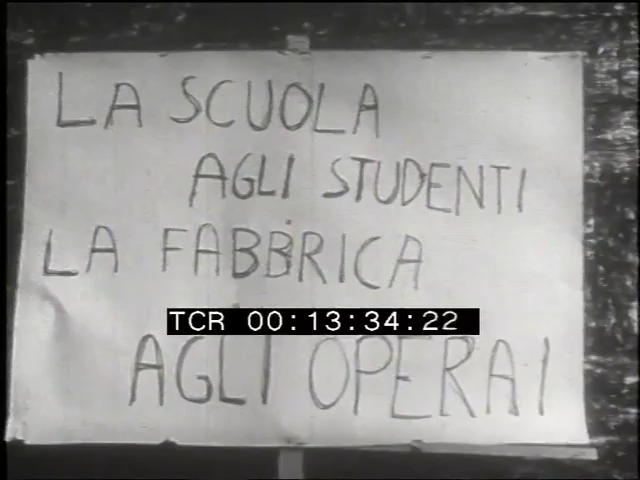 LA SCUOLA
AGLI STUDENTI
LA FABBRICA
TCR 00:13:34:22
AGLI OPERAI